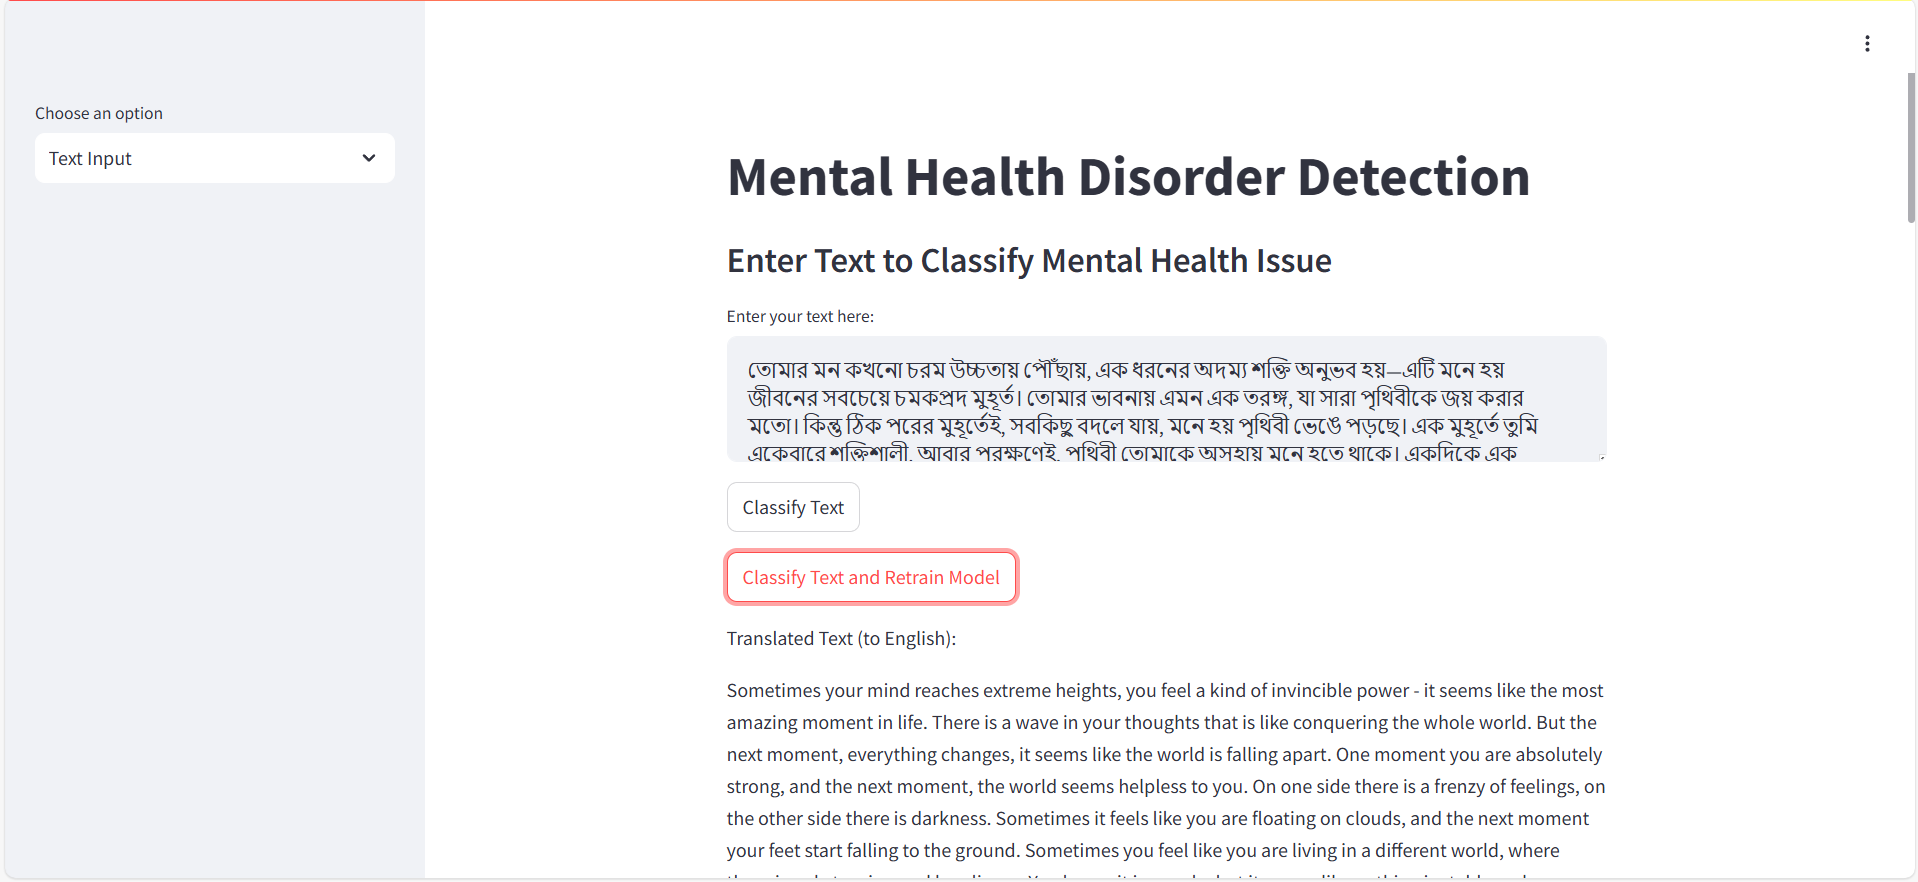 Choose an option
Text Input
Mental Health Disorder Detection
Enter Text to Classify Mental Health Issue
Enter your text here:
তোমার মন কখনো চরম উচ্চতায় পৌঁছায়, এক ধরনের অদম্য শক্তি অনুভব হয়—এটি মনে হয়
জীবনের সবচেয়ে চমকপ্রদ মুহূর্ত। তোমার ভাবনায় এমন এক তরঙ্গ, যা সারা পৃথিবীকে জয় করার
মতো। কিন্তু ঠিক পরের মুহূর্তেই, সবকিছু বদলে যায়, মনে হয় পৃথিবী ভেঙে পড়ছে। এক মুহূর্তে তুমি
একেবারে শক্তিশালী, আবার পরক্ষণেই, পৃথিবী তোমাকে অসহায় মনে হতে থাকে। একদিকে এক
Classify Text
Classify Text and Retrain Model
Translated Text (to English):
Sometimes your mind reaches extreme heights, you feel a kind of invincible power - it seems like the most
amazing moment in life. There is a wave in your thoughts that is like conquering the whole world. But the
next moment, everything changes, it seems like the world is falling apart. One moment you are absolutely
strong, and the next moment, the world seems helpless to you. On one side there is a frenzy of feelings, on
the other side there is darkness. Sometimes it feels like you are floating on clouds, and the next moment
your feet start falling to the ground. Sometimes you feel like you are living in a different world, where